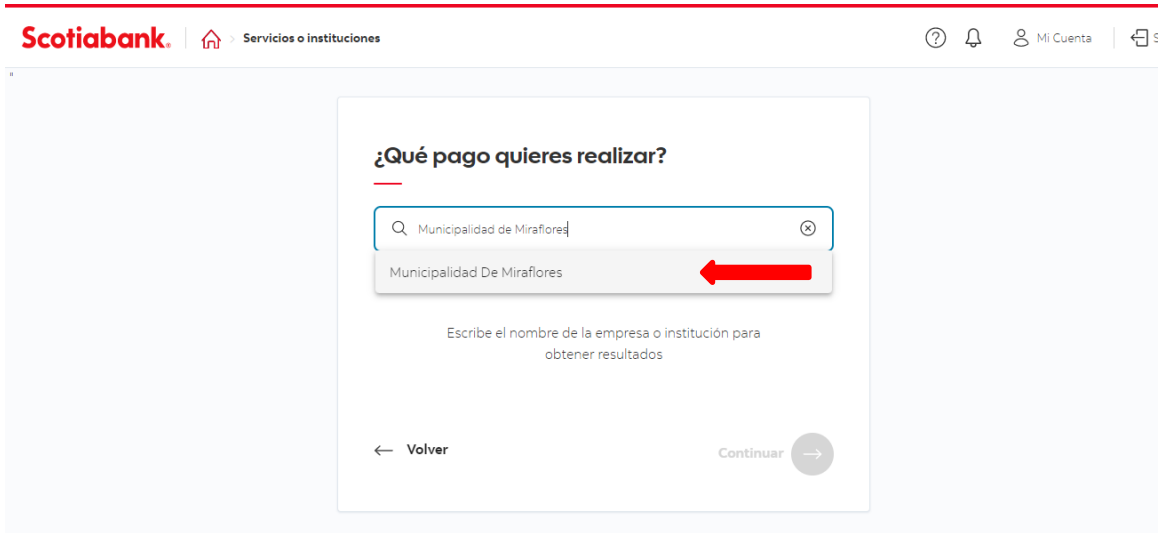 Scotiabank.
Servicios o instituciones
Mi Cuenta
¿Qué pago quieres realizar?
Municipalidad de Miraflores
Municipalidad De Miraflores
Escribe el nombre de la empresa o institución para
obtener resultados
Volver
Continuar